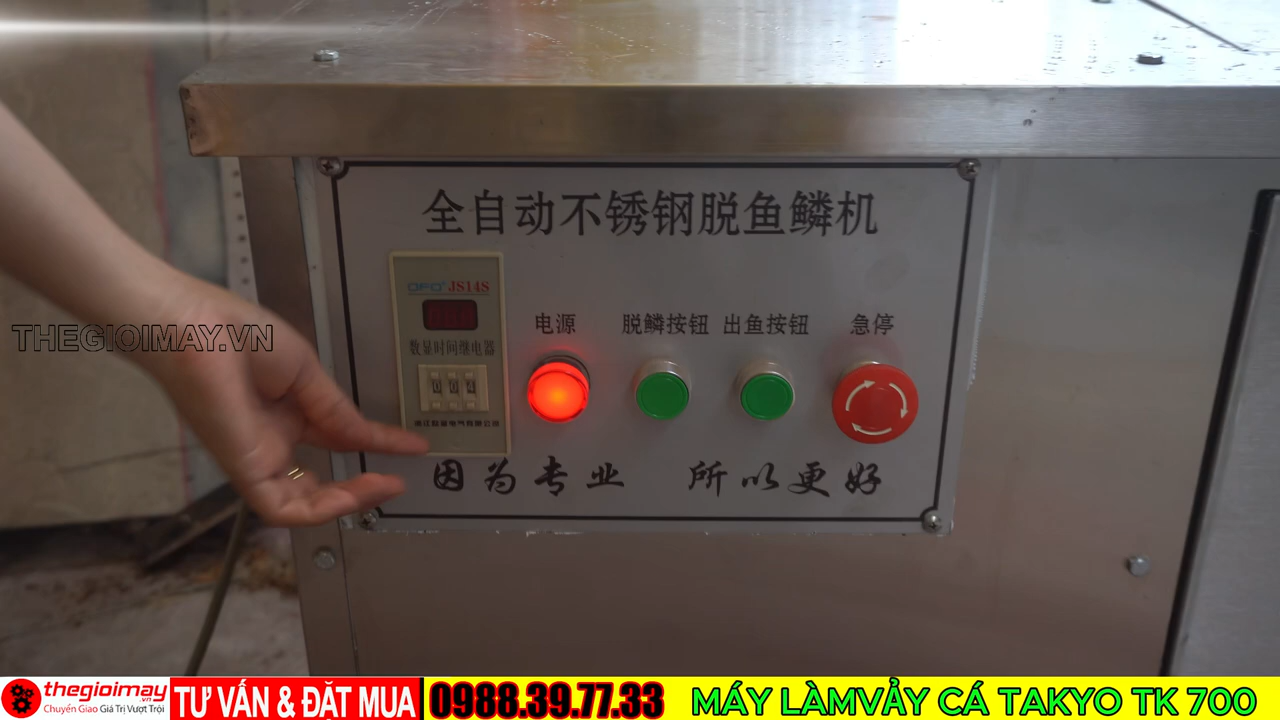 全自动不锈钢脱鱼鳞机
OFO JS14S
数显时间继电器
004
电源 脱鳞按钮 出鱼按钮 急停
因为专业 所以更好
THEGIOIMAY.VN
thegioimay.vn
Chuyển Giao Giá Trị Vượt Trội
TƯ VẤN & ĐẶT MUA 0988.39.77.33 MÁY LÀMVẢY CÁ TAKYO TK 700